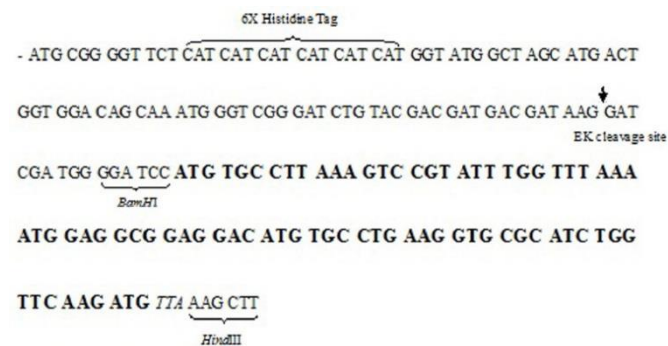 6X Histidine Tag
- ATG CGG GGT TCT CAT CAT CAT CAT CAT CAT GGT ATG GCT AGC ATG ACT
GGT GGA CAG CAA ATG GGT CGG GAT CTG TAC GAC GAT GAC GAT AAG GAT
EK cleavage site
CGA TGG GGA TCC ATG TGC CTT AAA GTC CGT ATT TGG TTT AAA
BamHI
ATG GAG GCG GAG GAC ATG TGC CTG AAG GTG CGC ATC TGG
TTC AAG ATG TTA AAG CTT
HindIII